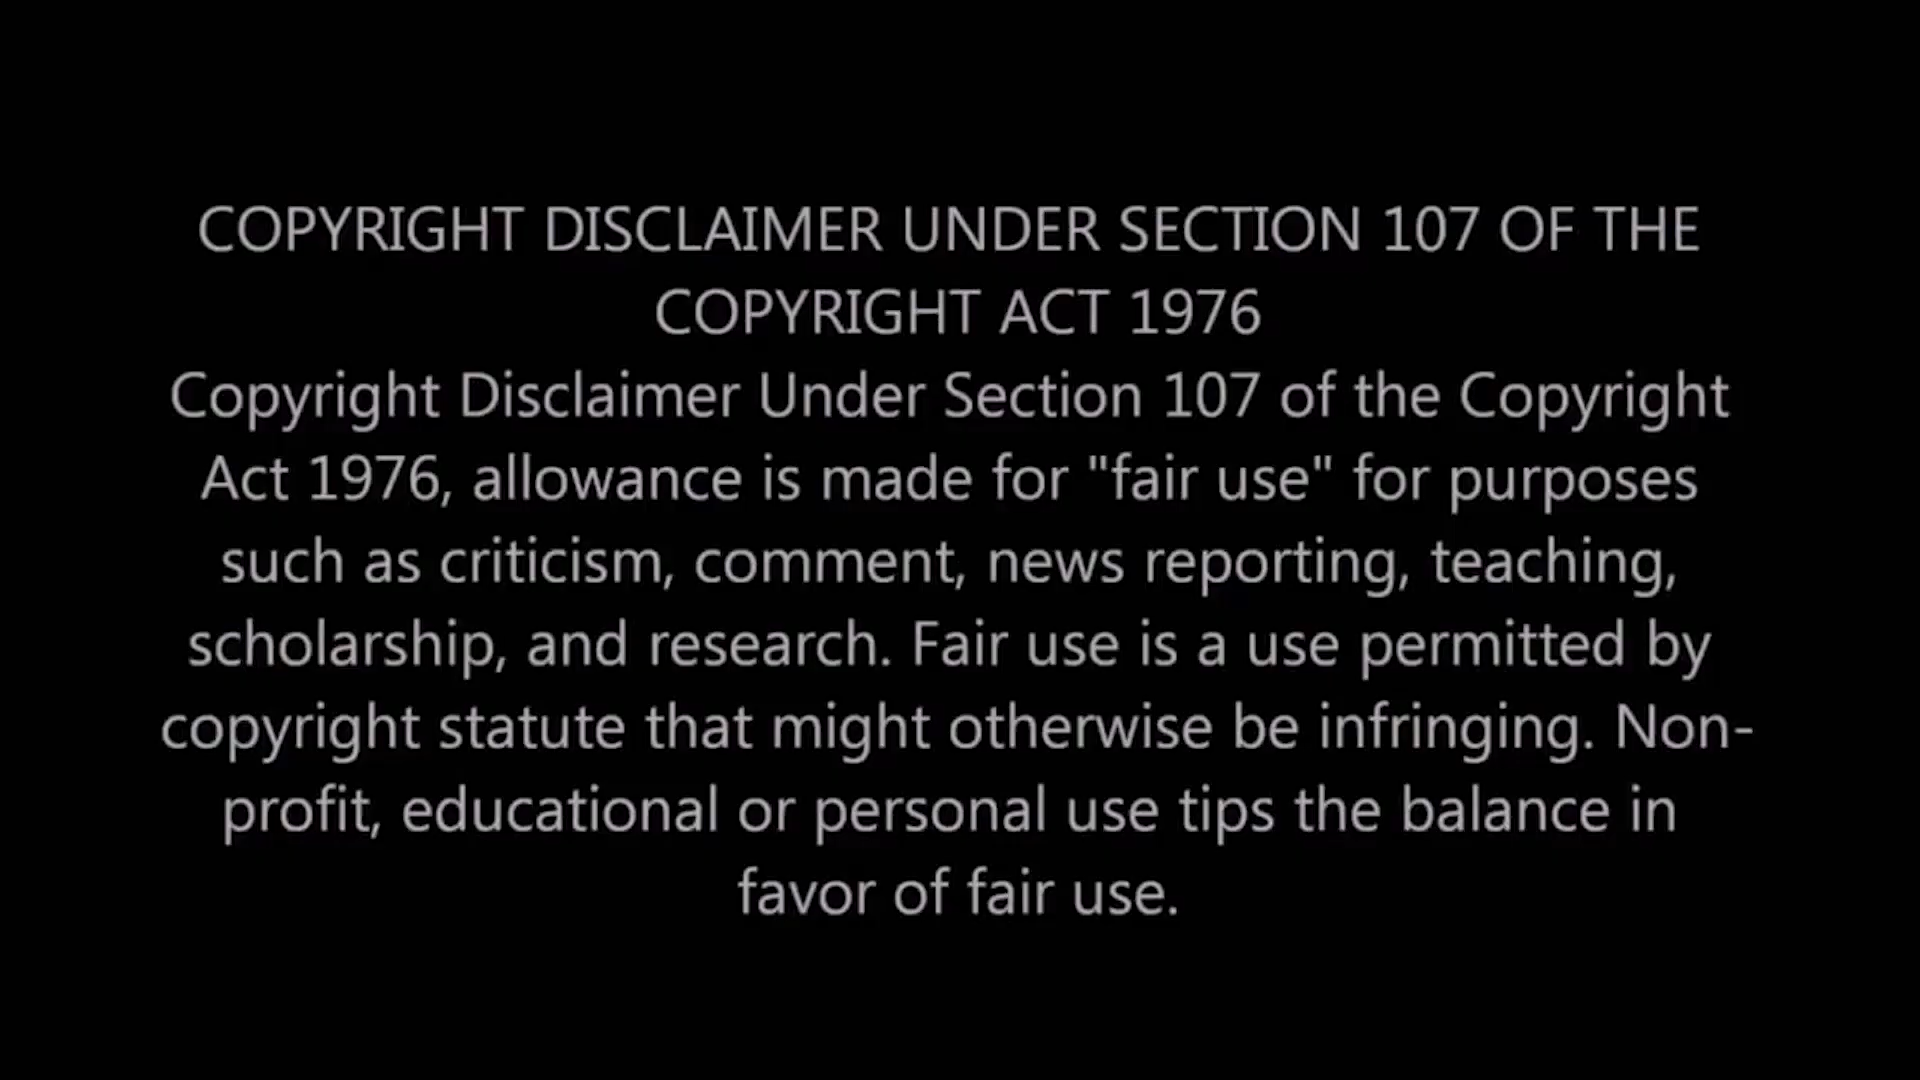 COPYRIGHT DISCLAIMER UNDER SECTION 107 OF THE
COPYRIGHT ACT 1976
Copyright Disclaimer Under Section 107 of the Copyright
Act 1976, allowance is made for "fair use" for purposes
such as criticism, comment, news reporting, teaching,
scholarship, and research. Fair use is a use permitted by
copyright statute that might otherwise be infringing. Non-
profit, educational or personal use tips the balance in
favor of fair use.